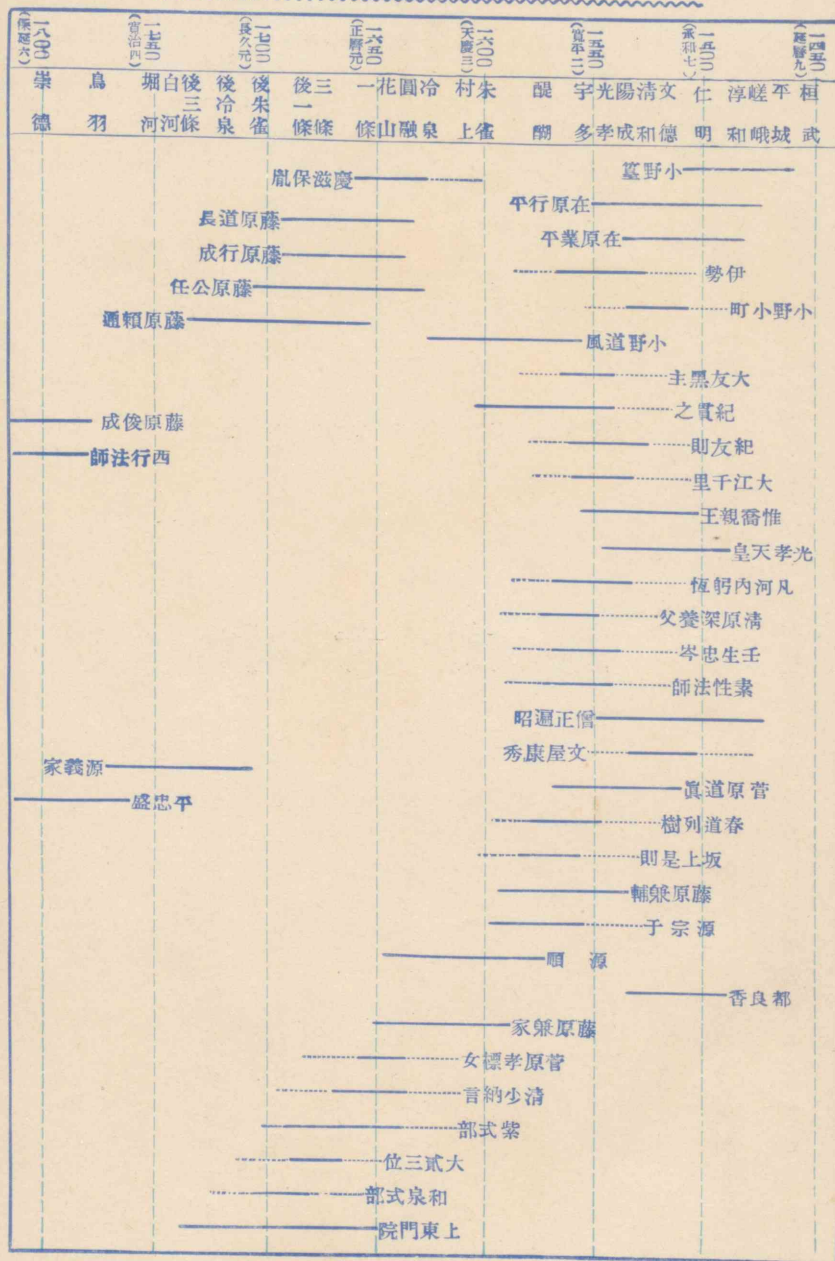 一四五〇(延曆九)
一五〇〇(承和七)
一五五〇(寬平二)
一六〇〇(天慶三)
一六五〇(正曆元)
一七〇〇(長久元)
一七五〇(寬治四)
一八〇〇(保延六)
桓武
平城
嵯峨
淳和
仁明
文德
清和
陽成
光孝
宇多
醍醐
朱雀
村上
冷泉
圓融
花山
一條
三條
後一條
後朱雀
後冷泉
後三條
白河
堀河
鳥羽
崇德
小野篁
慶滋保胤
在原行平
藤原道長
在原業平
藤原行成
伊勢
藤原公任
小野小町
藤原賴通
小野道風
大友黑主
紀貫之
藤原俊成
紀友則
西行法師
大江千里
惟喬親王
光孝天皇
凡河內躬恆
清原深養父
壬生忠岑
素性法師
僧正遍昭
文屋康秀
源義家
菅原道眞
平忠盛
春道列樹
坂上是則
藤原兼輔
源宗于
源順
都良香
藤原兼家
菅原孝標女
清少納言
紫式部
大貳三位
和泉式部
上東門院